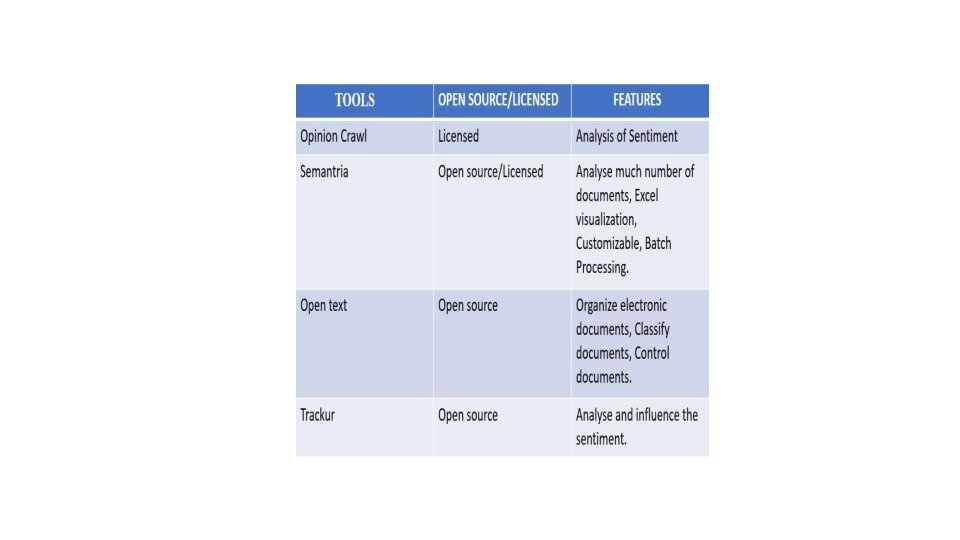 TOOLS OPEN SOURCE/LICENSED FEATURES
Opinion Crawl Licensed Analysis of Sentiment
Semantria Open source/Licensed Analyse much number of
documents, Excel
visualization,
Customizable, Batch
Processing.
Open text Open source Organize electronic
documents, Classify
documents, Control
documents.
Trackur Open source Analyse and influence the
sentiment.